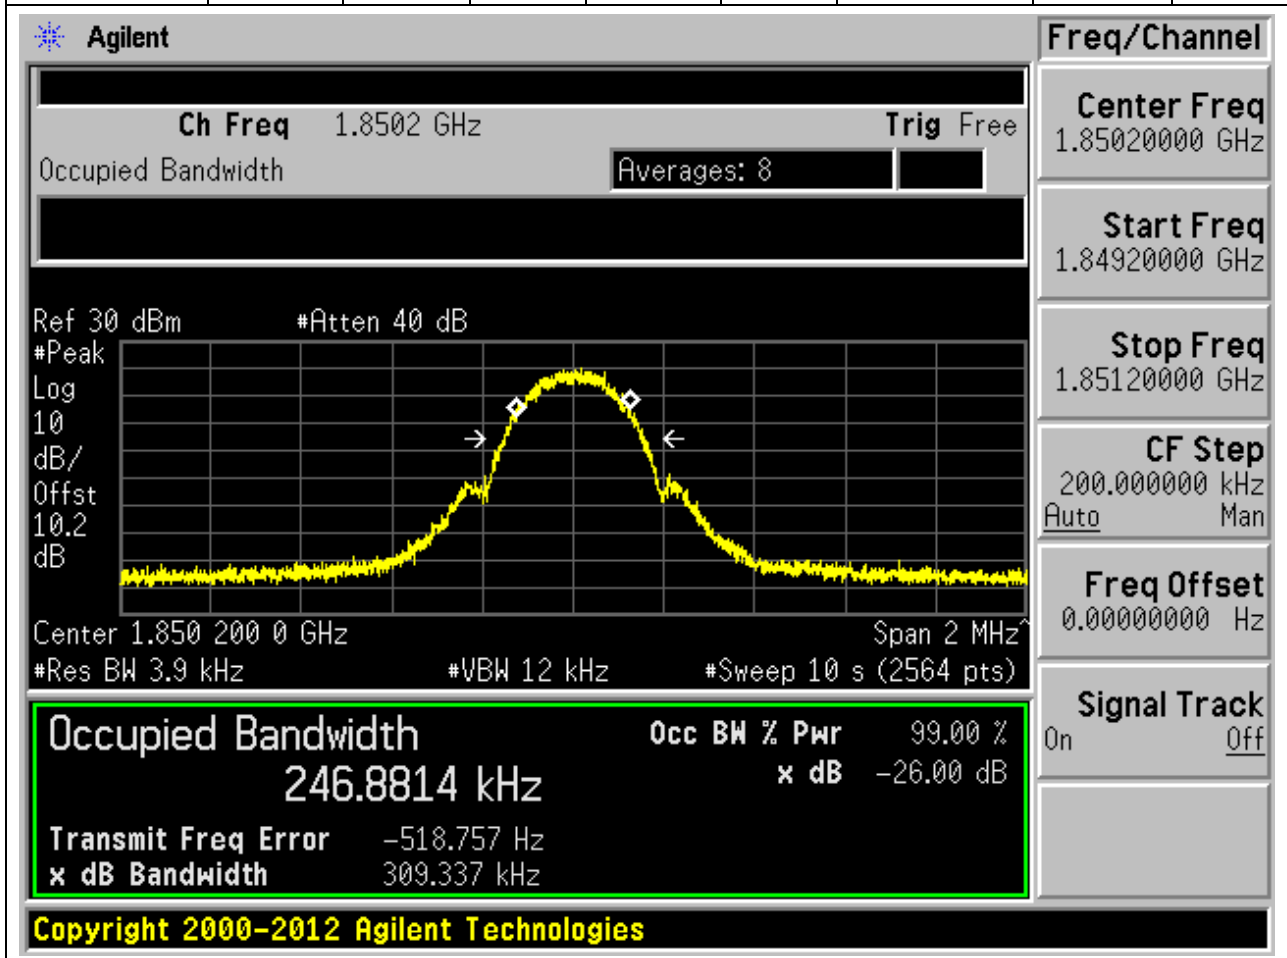 Agilent
Freq/Channel
Ch Freq 1.8502 GHz Trig Free
Occupied Bandwidth Averages: 8
Center Freq
1.85020000 GHz
Start Freq
1.84920000 GHz
Stop Freq
1.85120000 GHz
CF Step
200.000000 kHz
Auto Man
Freq Offset
0.00000000 Hz
Signal Track
On Off
Ref 30 dBm #Atten 40 dB
#Peak
Log
10
dB/
Offst
10.2
dB
Center 1.850 200 0 GHz Span 2 MHz^
#Res BW 3.9 kHz #VBW 12 kHz #Sweep 10 s (2564 pts)
Occupied Bandwidth
246.8814 kHz
Occ BW % Pwr 99.00 %
x dB -26.00 dB
Transmit Freq Error -518.757 Hz
x dB Bandwidth 309.337 kHz
Copyright 2000-2012 Agilent Technologies